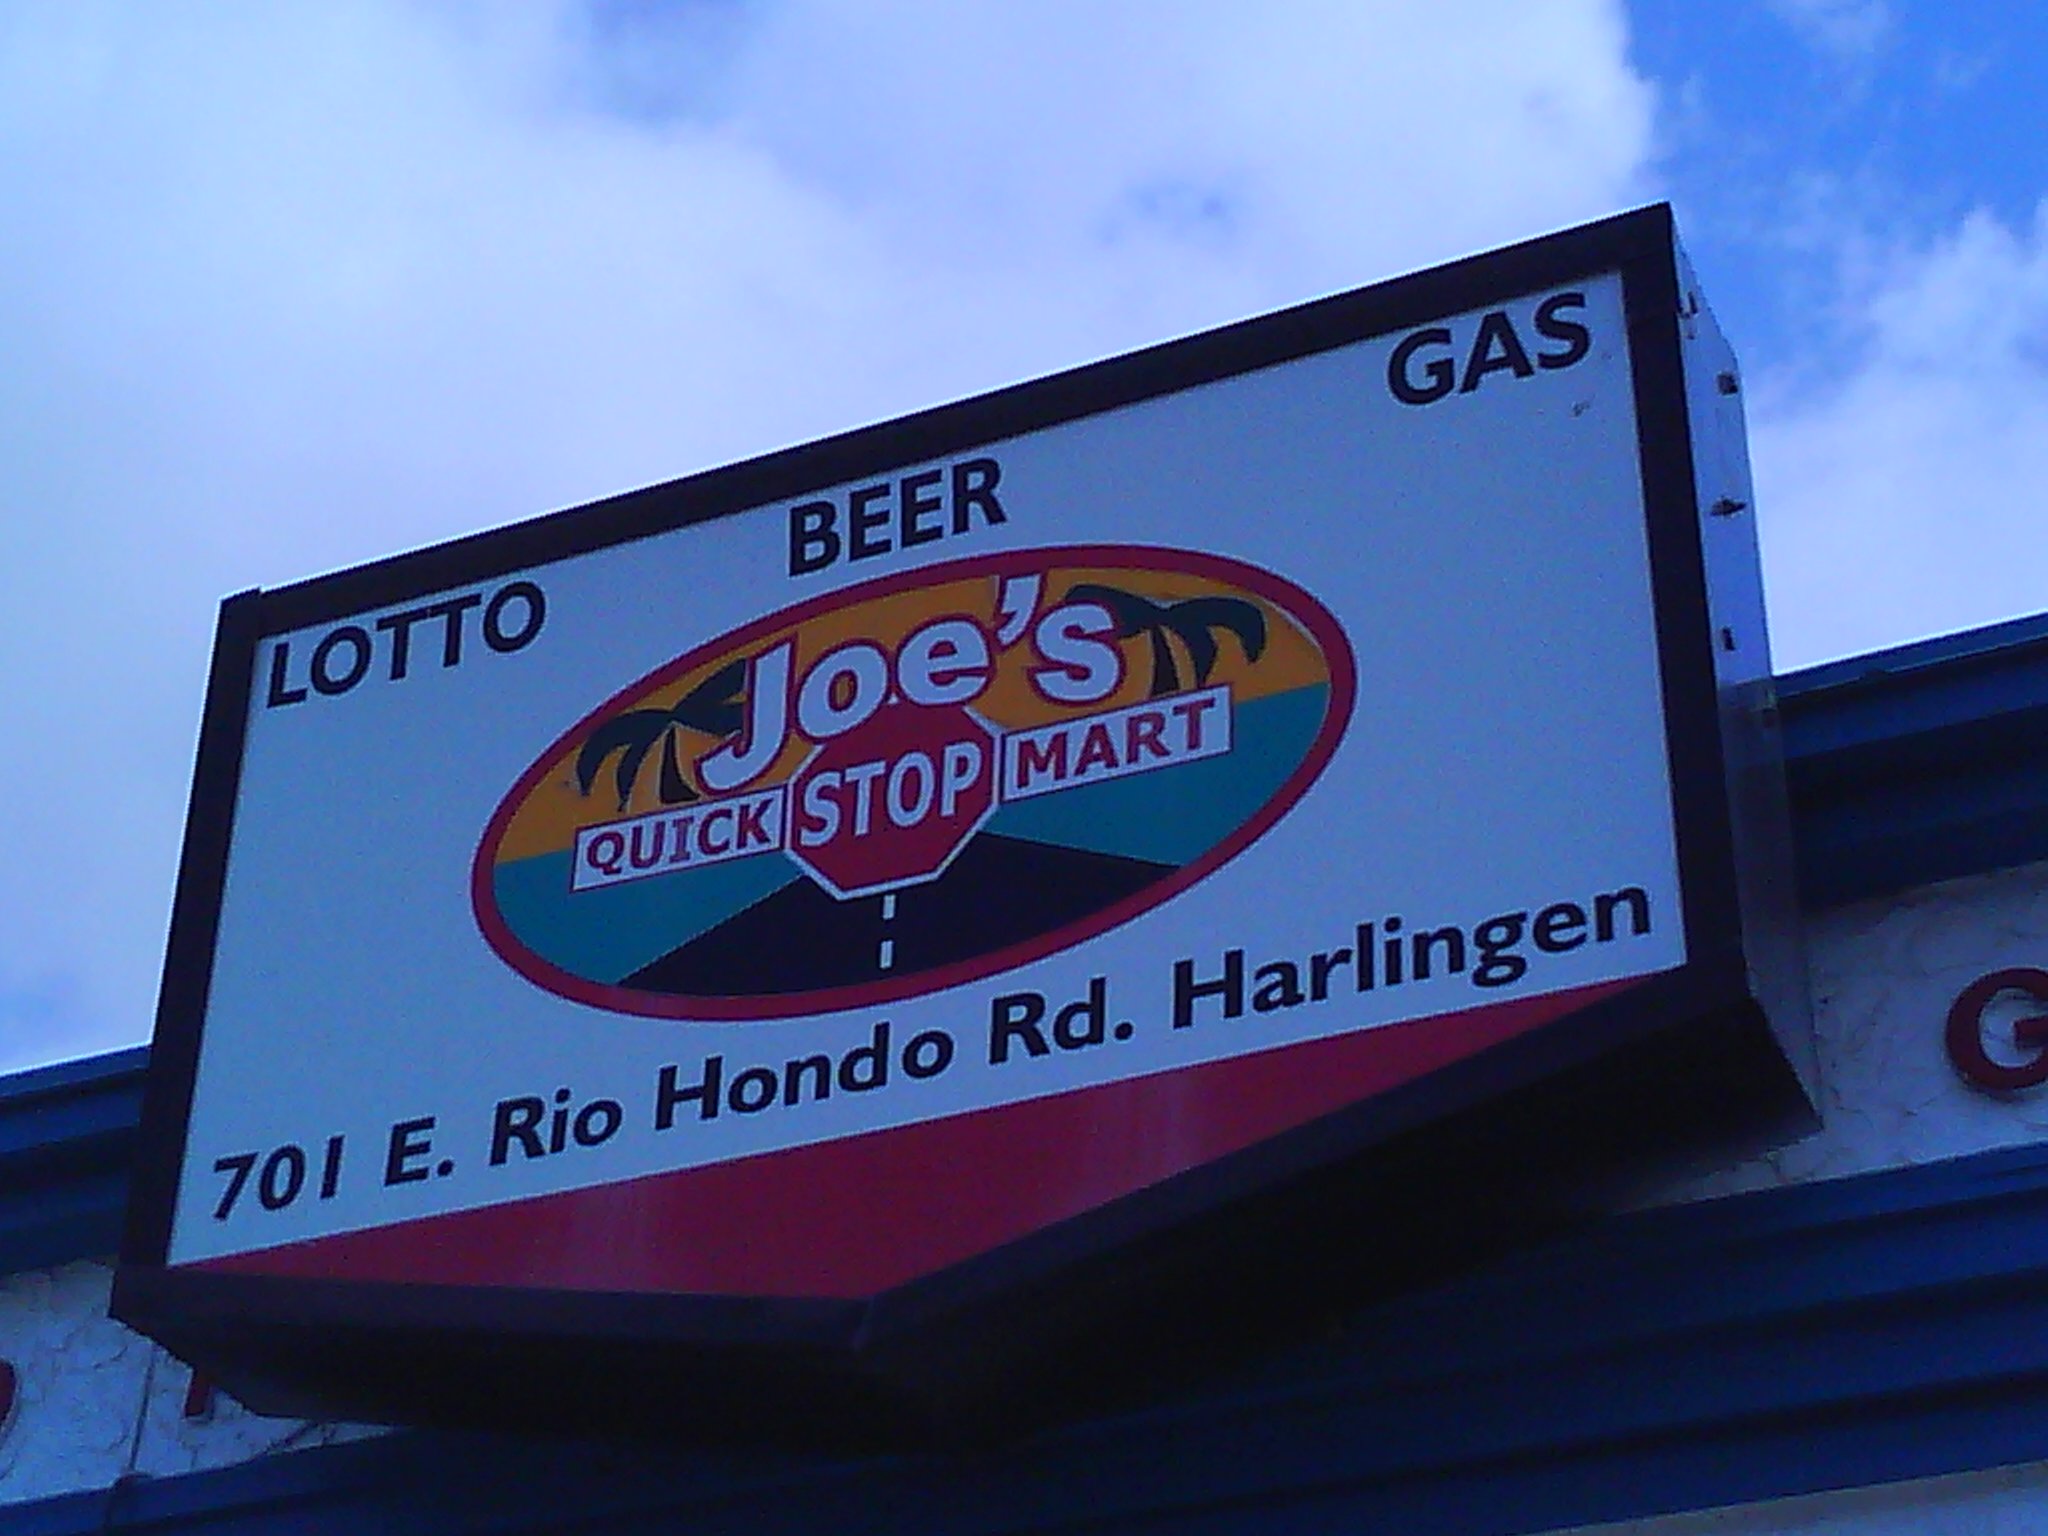 LOTTO BEER GAS
Joe's
QUICK STOP MART
701 E. Rio Hondo Rd. Harlingen
G